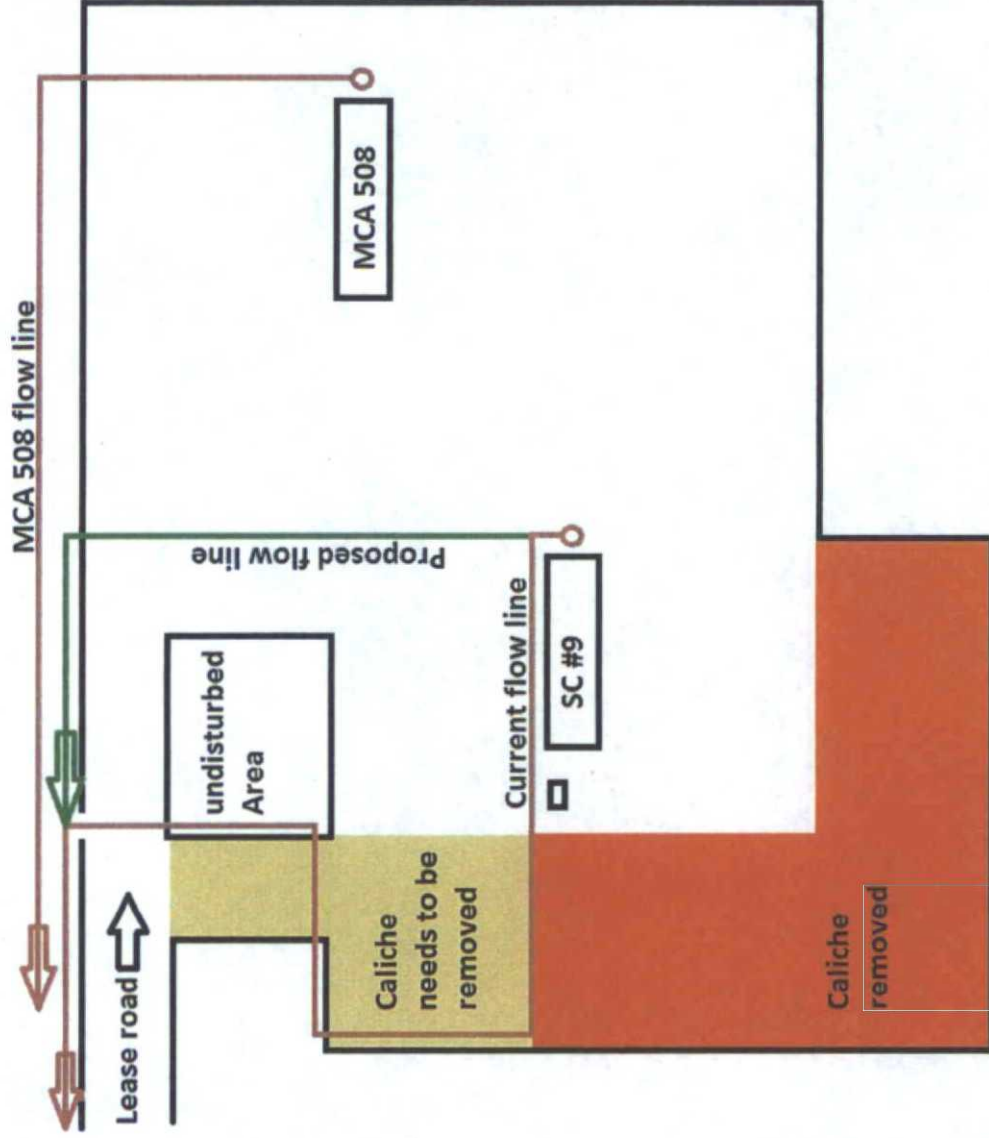 MCA 508 flow line
MCA 508
Proposed flow line
undisturbed
Area
Current flow line
SC #9
Lease road
Caliche
needs to be
removed
Caliche
removed